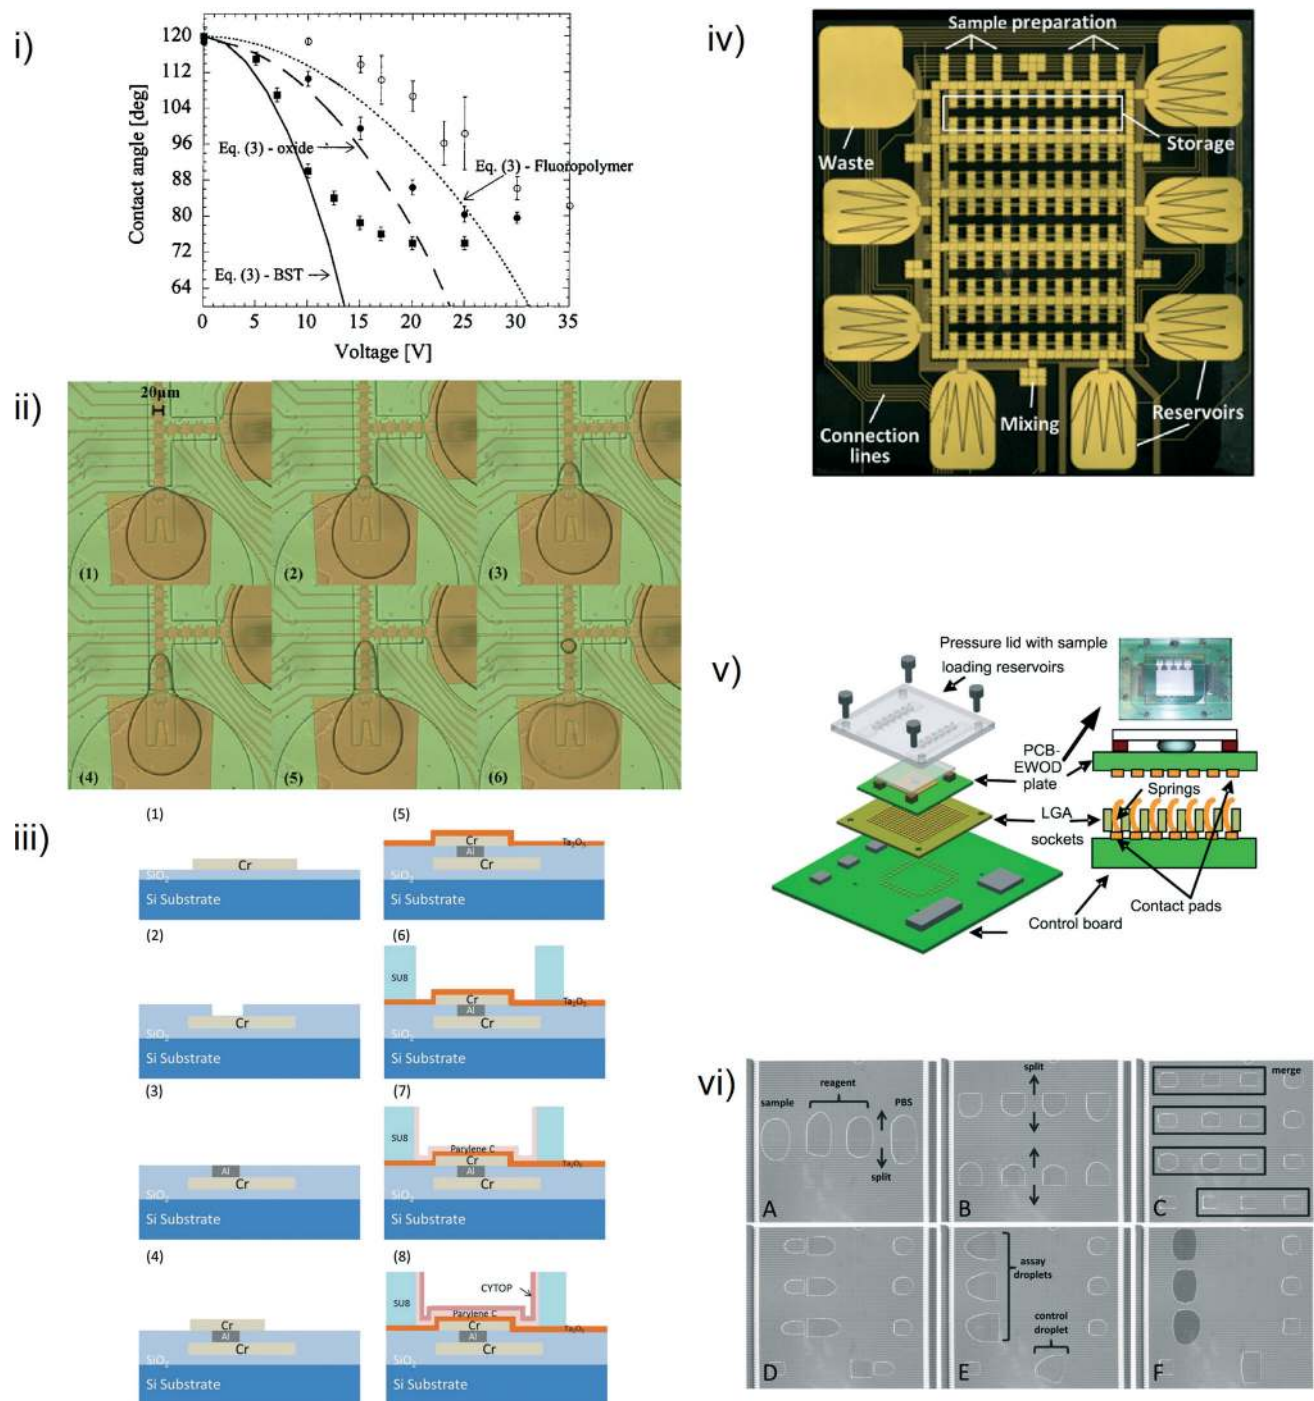 i)
120
112
104
96
88
80
72
64
Contact angle [deg]
Eq. (3) - oxide
Eq. (3) - Fluoropolymer
Eq. (3) - BST
0
5
10
15
20
25
30
35
Voltage [V]
ii)
20μm
(1)
(2)
(3)
(4)
(5)
(6)
iii)
(1)
Cr
SiO2
Si Substrate
(2)
Cr
SiO2
Si Substrate
(3)
Al
Cr
SiO2
Si Substrate
(4)
Cr
Al
Cr
SiO2
Si Substrate
(5)
Cr
Ta2O5
Al
Cr
SiO2
Si Substrate
(6)
SU8
Cr
Ta2O5
Al
Cr
SiO2
Si Substrate
(7)
SU8
Parylene C
Cr
Ta2O5
Al
Cr
SiO2
Si Substrate
(8)
CYTOP
SU8
Parylene C
Cr
Ta2O5
Al
Cr
SiO2
Si Substrate
iv)
Sample preparation
Waste
Storage
Connection
lines
Mixing
Reservoirs
v)
Pressure lid with sample
loading reservoirs
PCB-
EWOD
plate
Springs
LGA
sockets
Contact pads
Control board
vi)
sample
reagent
PBS
split
A
split
B
merge
C
D
assay
droplets
control
droplet
E
F